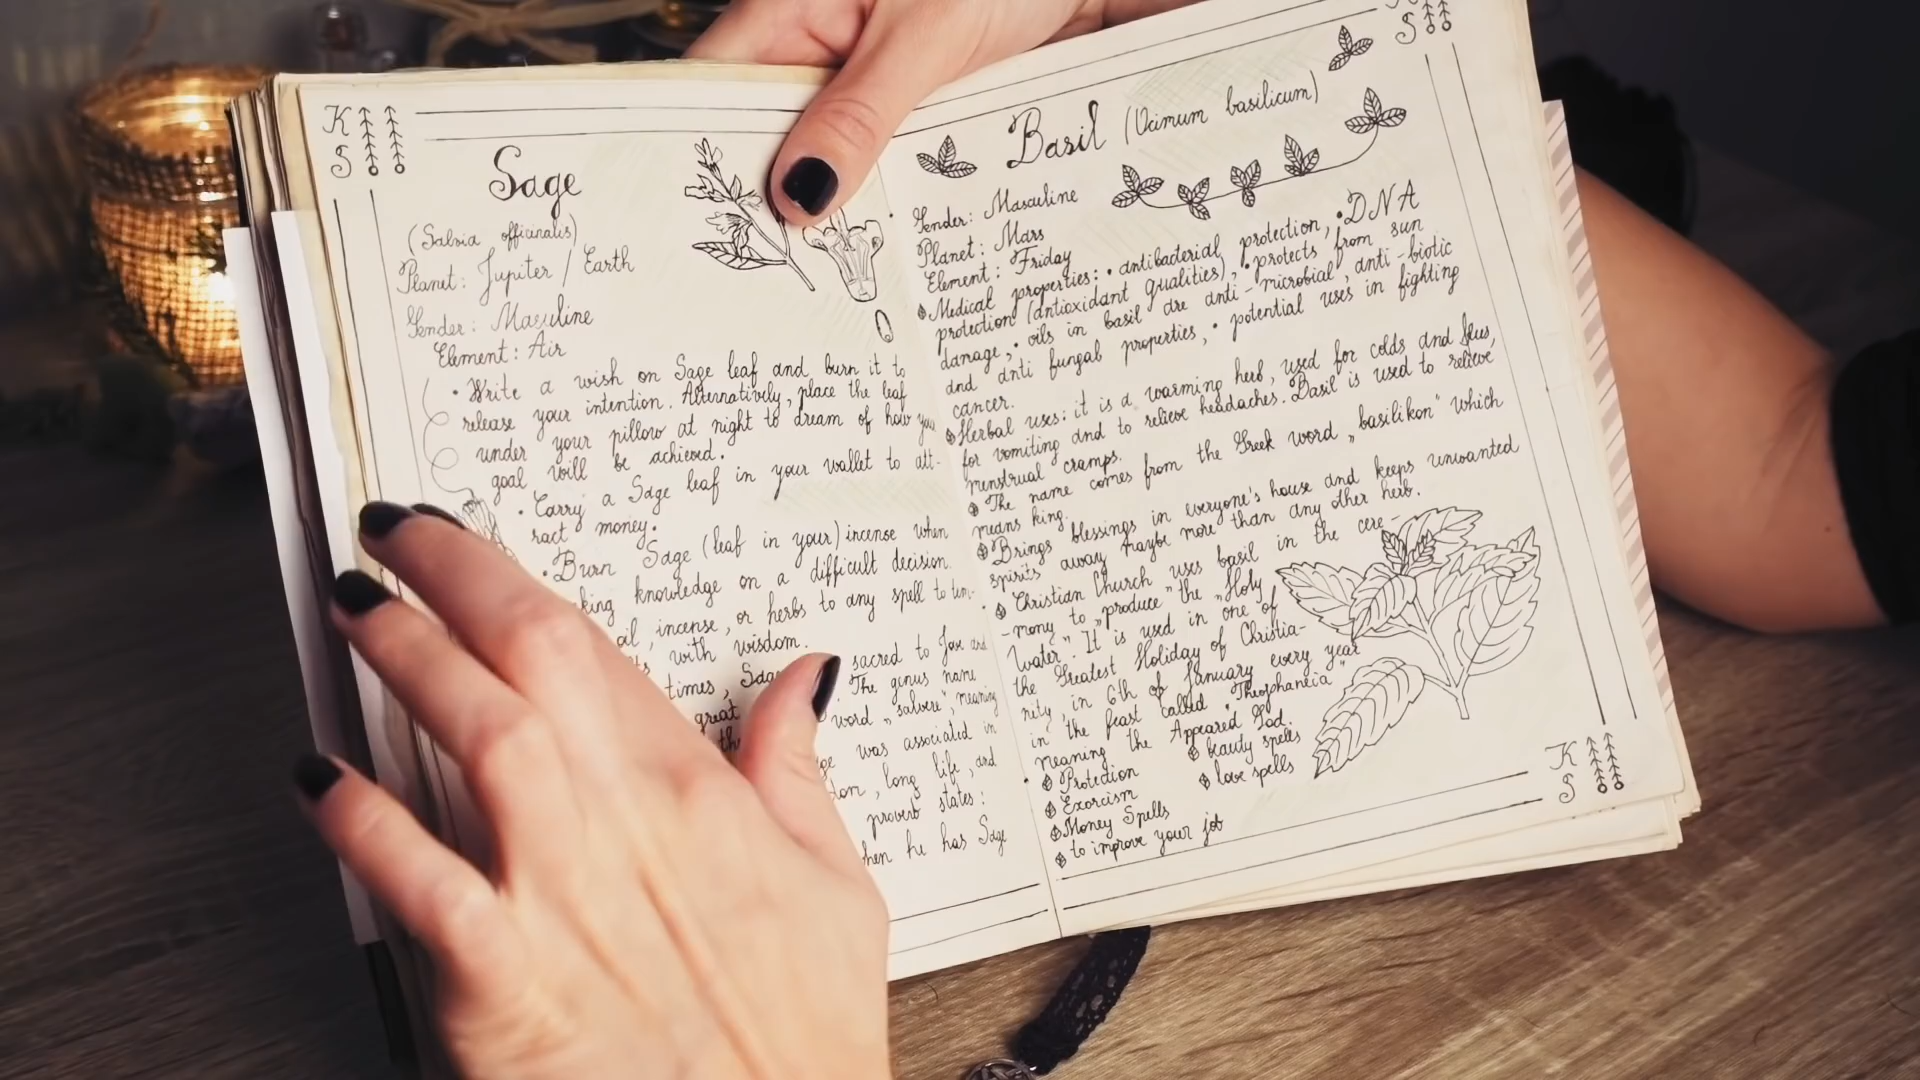 K
S
Sage
(Salvia officinalis)
Planet: Jupiter / Earth
Gender: Masculine
Element: Air
• Write a wish on Sage leaf and burn it to
release your intention. Alternatively, place the leaf
under your pillow at night to dream of how you
goal will be achieved.
• Carry a Sage leaf in your wallet to att-
ract money.
• Burn Sage (leaf in your) incense when
king knowledge on a difficult decision.
oil, incense, or herbs to any spell to
with wisdom.
times, sacred to Jove and
great The genus name
word „salvere", meaning
was associated in
long life, and
proverb states:
he has Sage
K
S
Basil (Ocimum basilicum)
Gender: Masculine
Planet: Mars
Element: Friday
Medical properties: • antibacterial protection, • DNA
protection (antioxidant qualities), • protects from sun
damage, • oils in basil are anti-microbial, anti-biotic
and anti fungal properties, • potential uses in fighting
cancer.
Herbal uses: it is a warming herb, used for colds and flus,
for vomiting and to relieve headaches. Basil is used to relieve
menstrual cramps.
The name comes from the Greek word „basilikon" which
means king.
Brings blessings in everyone's house and keeps unwanted
spirits away maybe more than any other herb.
Christian Church uses basil in the cere-
-mony to „produce" the „Holy
Water". It is used in one of
the Greatest Holiday of Christia-
nity, in 6th of January every year
in the feast called "Theophaneia"
meaning the Appeared God.
Protection
Exorcism
Money Spells
to improve your job
beauty spells
love spells
K
S